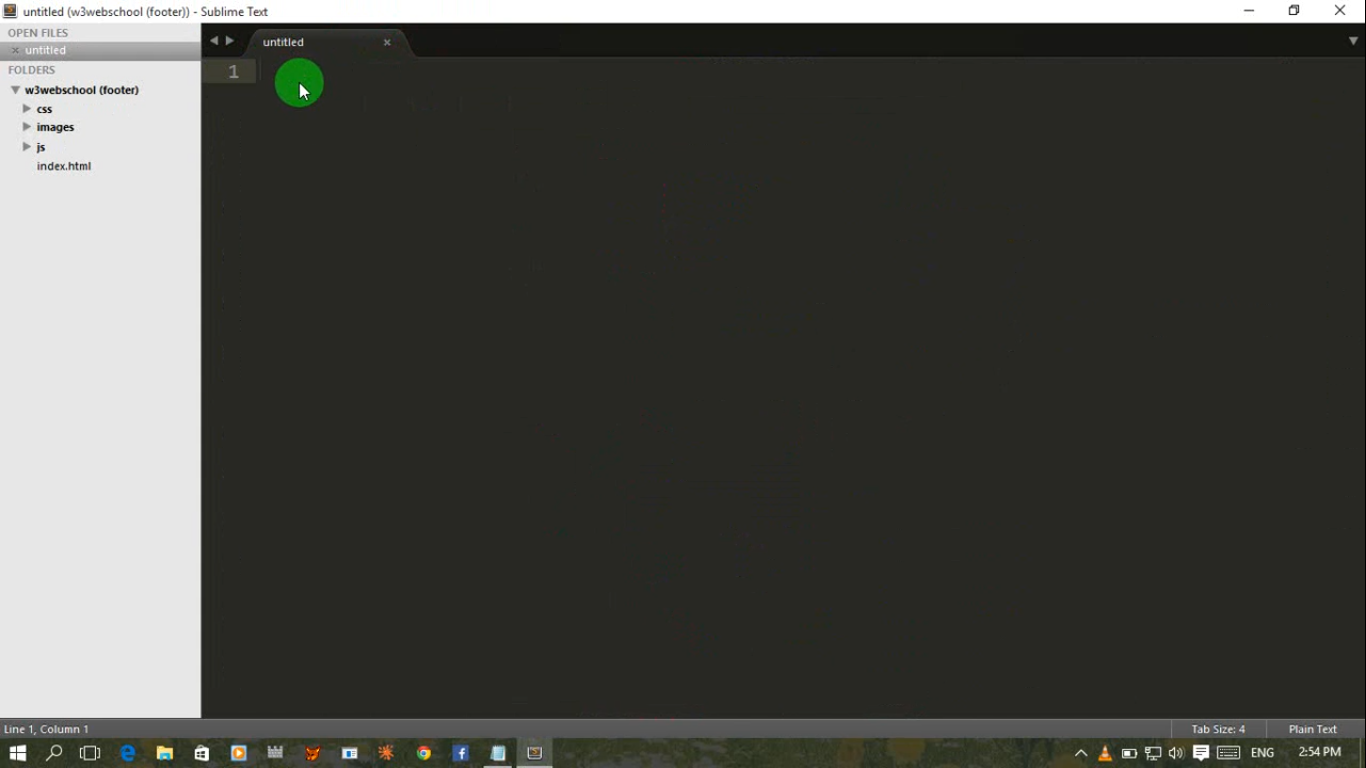 untitled (w3webschool (footer)) - Sublime Text
OPEN FILES
untitled
FOLDERS
w3webschool (footer)
css
images
js
index.html
untitled
1
Line 1, Column 1
Tab Size: 4
Plain Text
ENG
2:54 PM